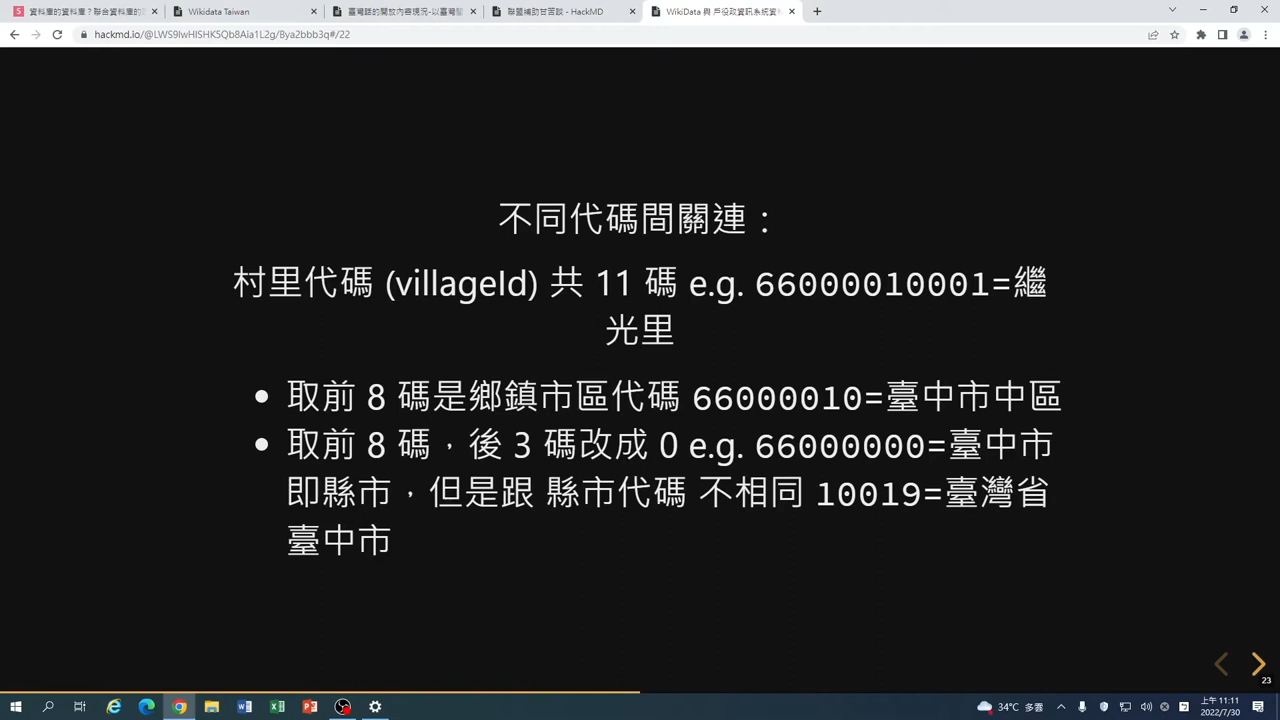 資料庫的資料庫？聯合資料庫的
Wikidata Taiwan
臺灣話的開放內容現況-以臺灣
聯盟補助甘苦談 - HackMD
WikiData 與 戶役政資訊系統資
hackmd.io/@LWS9IwHISHK5Qb8Aia1L2g/Bya2bbb3q#/22
不同代碼間關連：
村里代碼 (villageId) 共 11 碼 e.g. 66000010001=繼
光里
取前 8 碼是鄉鎮市區代碼 66000010=臺中市中區
取前 8 碼，後 3 碼改成 0 e.g. 66000000=臺中市
即縣市，但是跟 縣市代碼 不相同 10019=臺灣省
臺中市
23
34°C 多雲
上午 11:11
2022/7/30